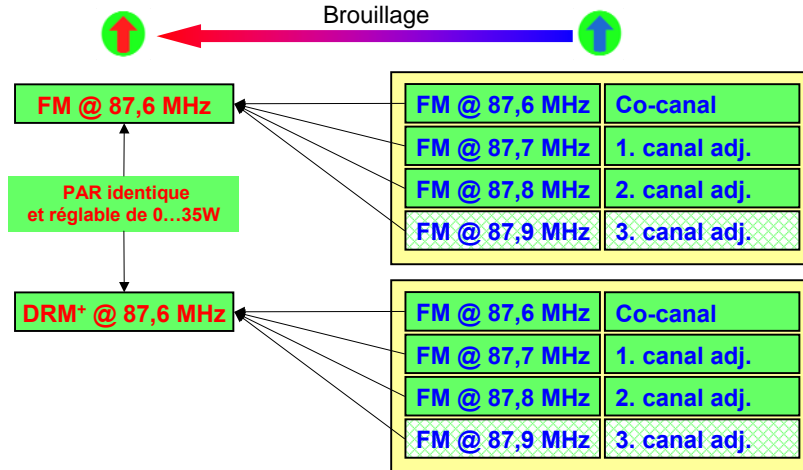 Brouillage
FM @ 87,6 MHz
FM @ 87,6 MHz Co-canal
FM @ 87,7 MHz 1. canal adj.
FM @ 87,8 MHz 2. canal adj.
FM @ 87,9 MHz 3. canal adj.
PAR identique
et réglable de 0…35W
DRM⁺ @ 87,6 MHz
FM @ 87,6 MHz Co-canal
FM @ 87,7 MHz 1. canal adj.
FM @ 87,8 MHz 2. canal adj.
FM @ 87,9 MHz 3. canal adj.